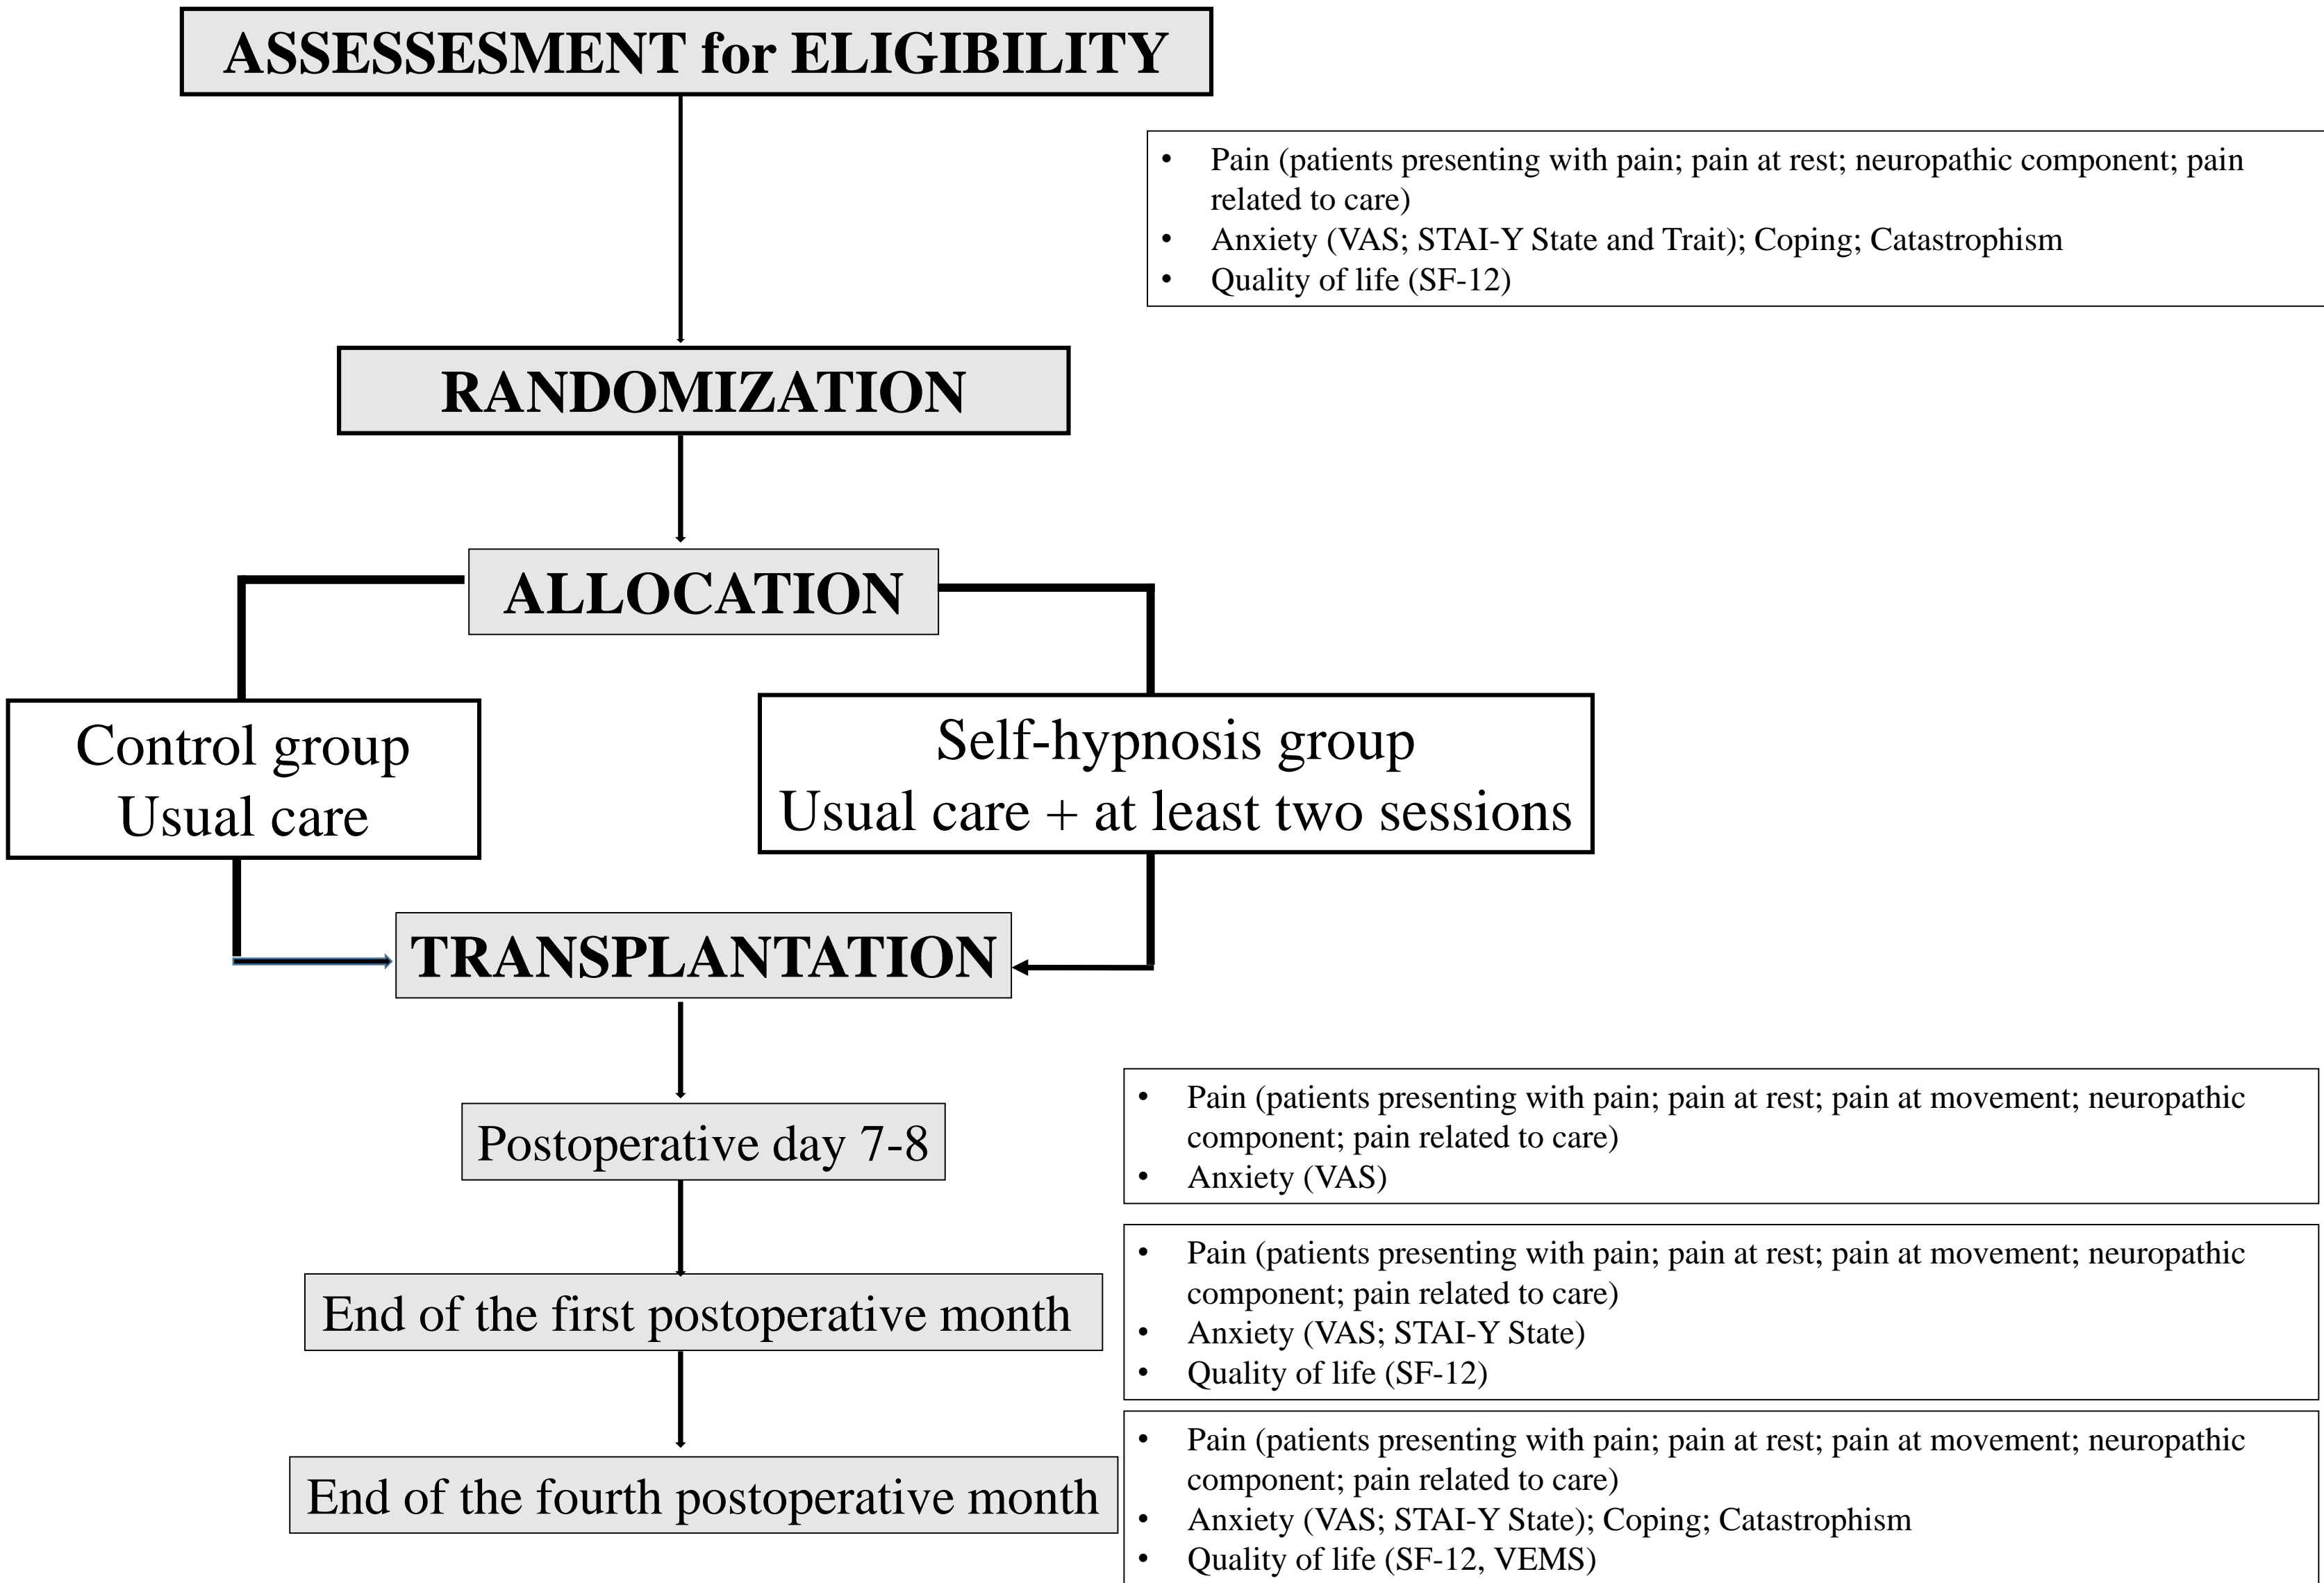 ASSESSESMENT for ELIGIBILITY
• Pain (patients presenting with pain; pain at rest; neuropathic component; pain
related to care)
• Anxiety (VAS; STAI-Y State and Trait); Coping; Catastrophism
• Quality of life (SF-12)
RANDOMIZATION
ALLOCATION
Control group
Usual care
Self-hypnosis group
Usual care + at least two sessions
TRANSPLANTATION
Postoperative day 7-8
• Pain (patients presenting with pain; pain at rest; pain at movement; neuropathic
component; pain related to care)
• Anxiety (VAS)
End of the first postoperative month
• Pain (patients presenting with pain; pain at rest; pain at movement; neuropathic
component; pain related to care)
• Anxiety (VAS; STAI-Y State)
• Quality of life (SF-12)
End of the fourth postoperative month
• Pain (patients presenting with pain; pain at rest; pain at movement; neuropathic
component; pain related to care)
• Anxiety (VAS; STAI-Y State); Coping; Catastrophism
• Quality of life (SF-12, VEMS)